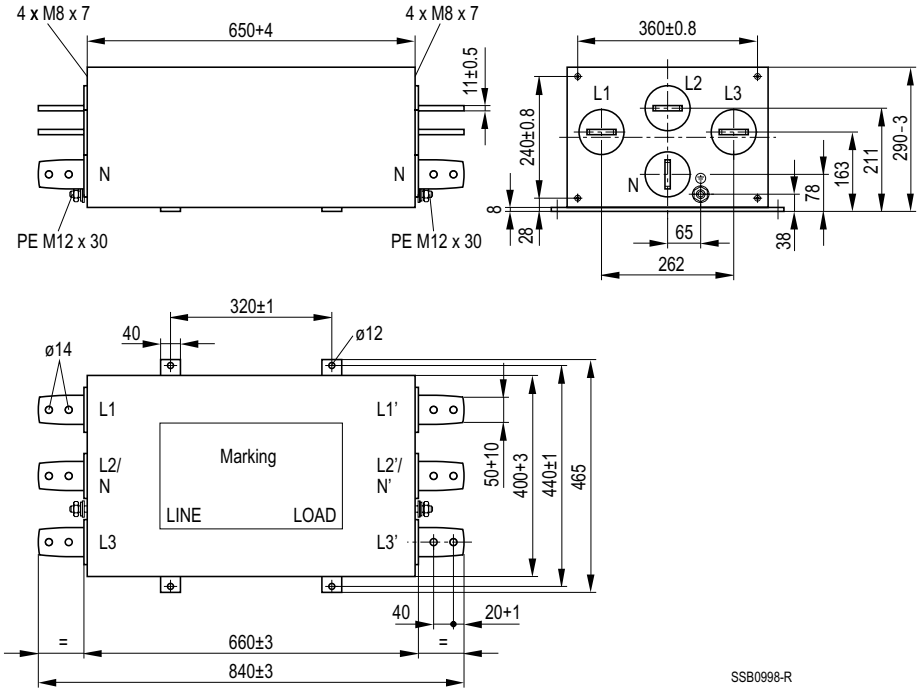 4 x M8 x 7
650+4
4 x M8 x 7
11±0.5
N
N
PE M12 x 30
PE M12 x 30
360±0.8
L1
L2
L3
N
240±0.8
8
28
65
262
38
78
163
211
290-3
320±1
40
ø12
ø14
L1
L1'
L2/
N
L2'/
N'
Marking
LINE
LOAD
L3
L3'
50+10
400+3
440±1
465
40
20+1
=
660±3
=
840±3
SSB0998-R